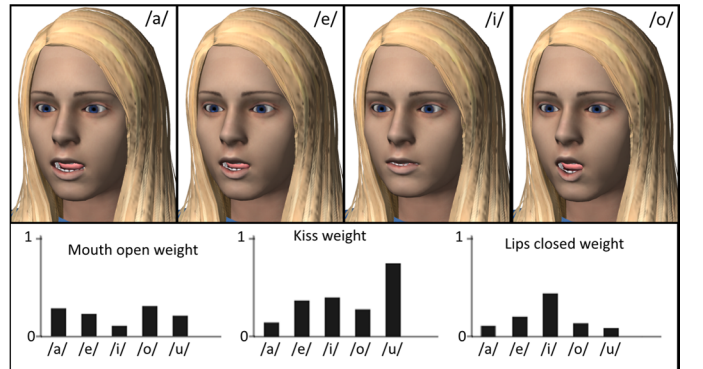 /a/
/e/
/i/
/o/
Mouth open weight
1
0
/a/ /e/ /i/ /o/ /u/
Kiss weight
1
0
/a/ /e/ /i/ /o/ /u/
Lips closed weight
1
0
/a/ /e/ /i/ /o/ /u/